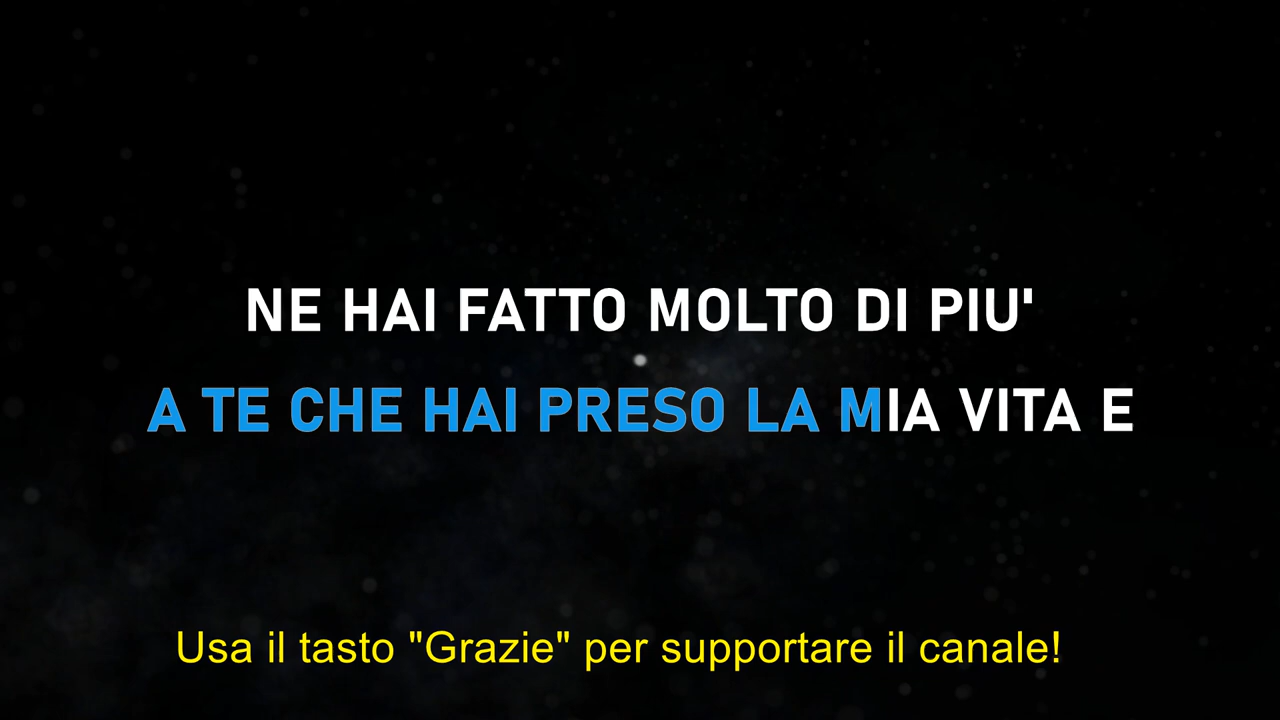 NE HAI FATTO MOLTO DI PIU'
A TE CHE HAI PRESO LA MIA VITA E
Usa il tasto "Grazie" per supportare il canale!